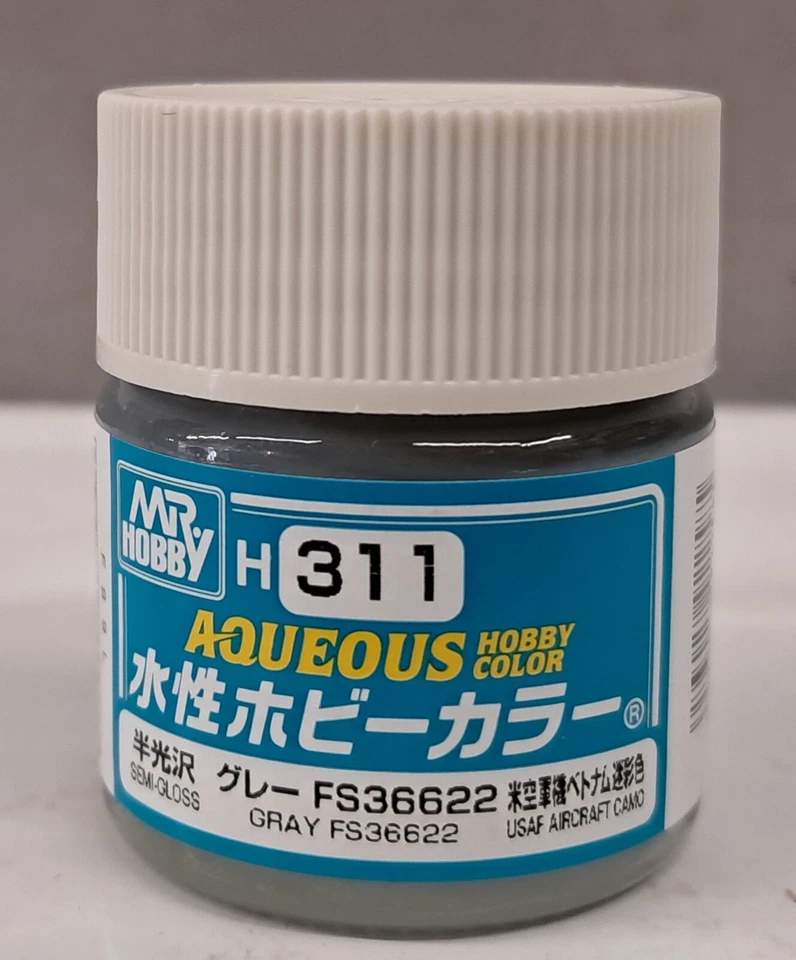 MR. HOBBY
H 311
AQUEOUS HOBBY COLOR
水性ホビーカラー®
半光沢 グレー FS36622 米空軍機ベトナム迷彩色
SEMI-GLOSS GRAY FS36622 USAF AIRCRAFT CAMO